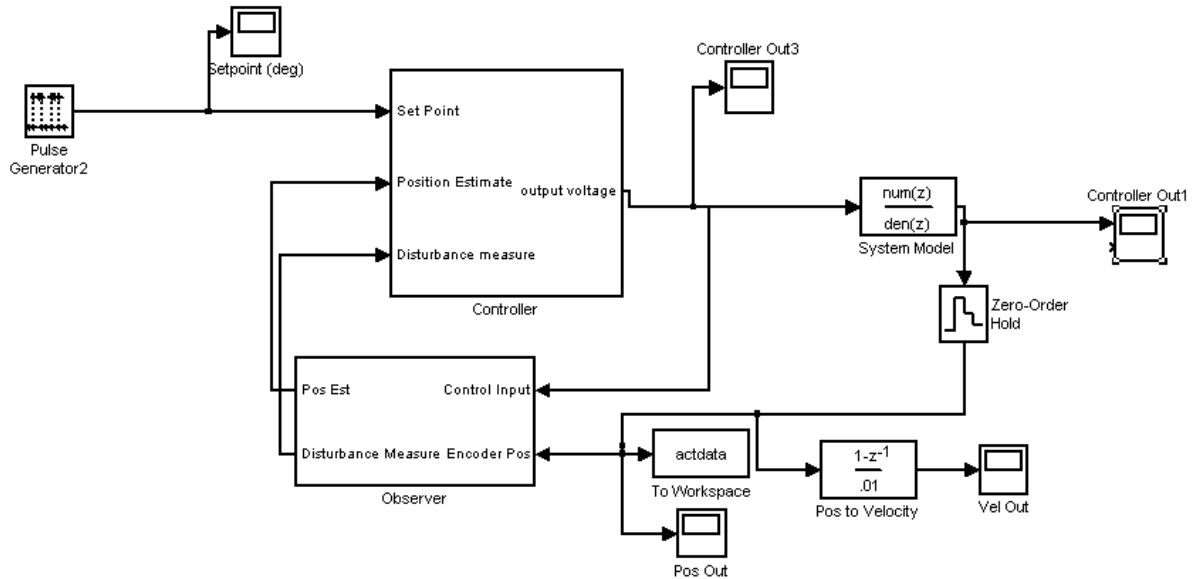 Setpoint (deg)
Pulse
Generator2
Set Point
Position Estimate
Disturbance measure
output voltage
Controller
Controller Out3
num(z)
den(z)
System Model
Controller Out1
Zero-Order
Hold
Pos Est
Control Input
Disturbance Measure
Encoder Pos
Observer
actdata
To Workspace
1-z-1
.01
Pos to Velocity
Vel Out
Pos Out